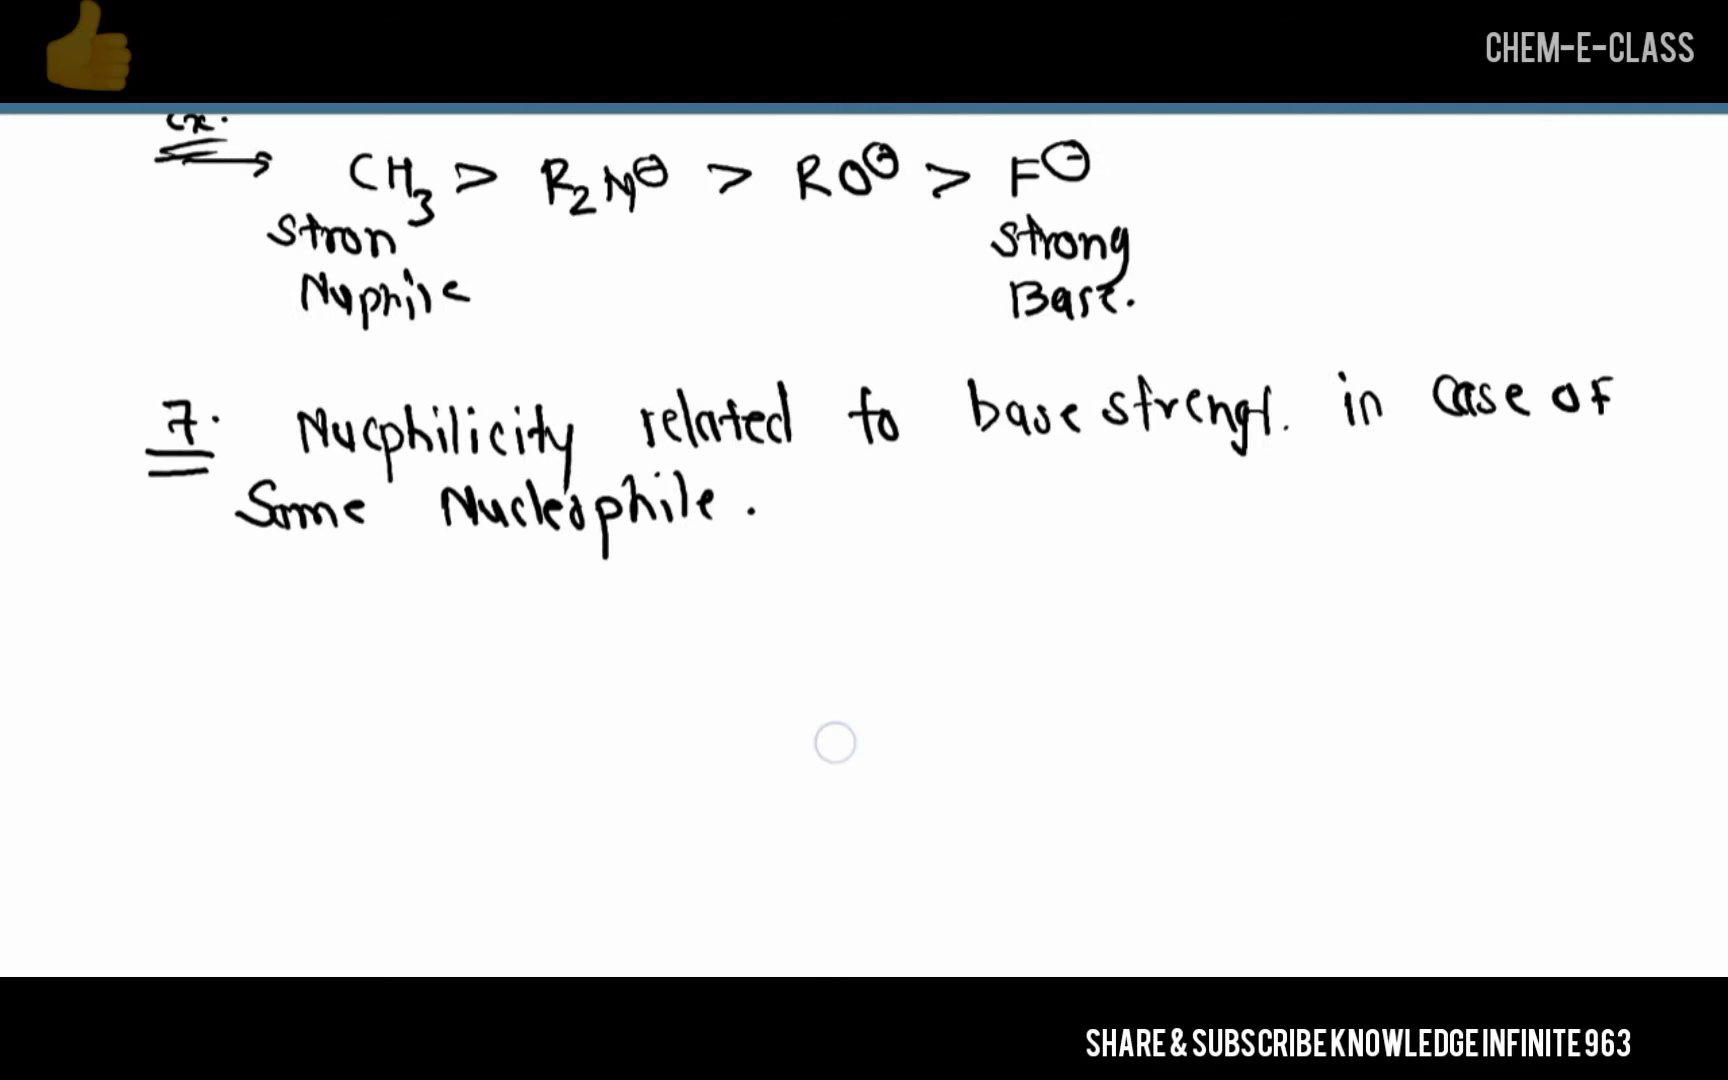 CHEM-E-CLASS
Ex.
→ CH3 > R2N⊖ > RO⊖ > F⊖
Stron Strong
Nuphile Base.
7. Nucphilicity related to base strengt. in case of
Some Nucleophile.
SHARE & SUBSCRIBE KNOWLEDGE INFINITE 963